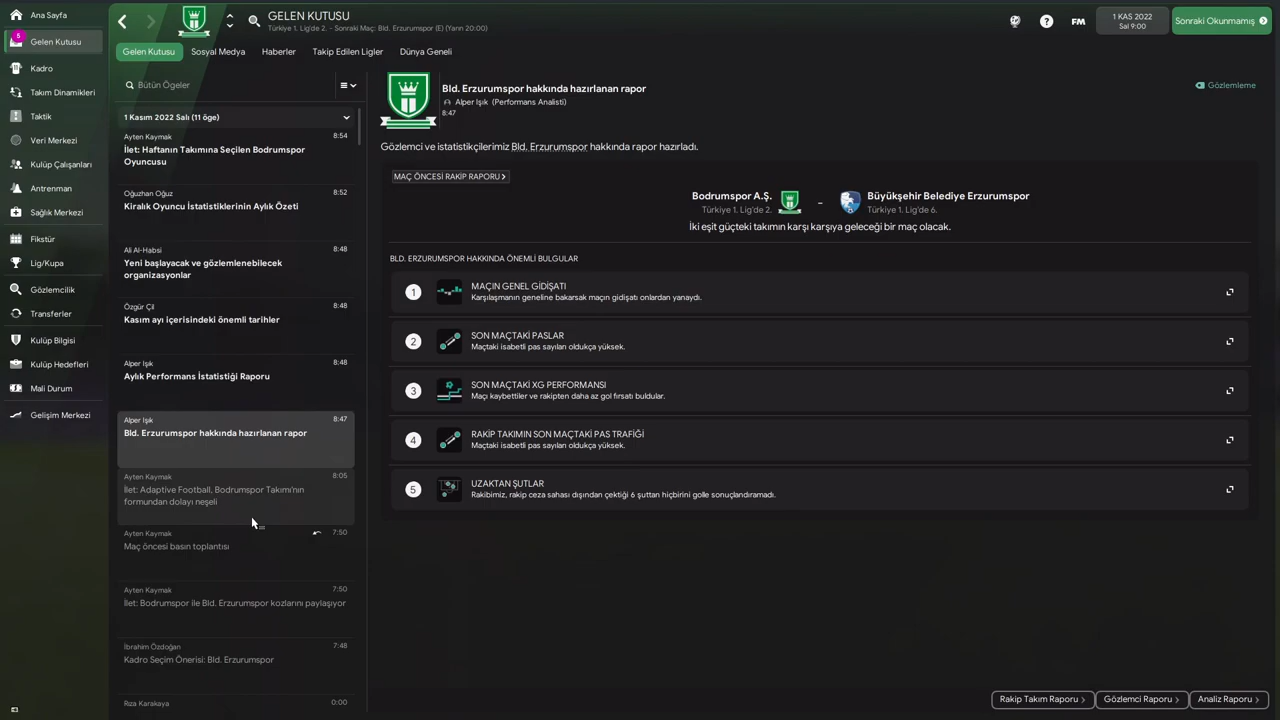 Ana Sayfa
5
Gelen Kutusu
Kadro
Takım Dinamikleri
Taktik
Veri Merkezi
Kulüp Çalışanları
Antrenman
Sağlık Merkezi
Fikstür
Lig/Kupa
Gözlemcilik
Transferler
Kulüp Bilgisi
Kulüp Hedefleri
Mali Durum
Gelişim Merkezi
GELEN KUTUSU
Türkiye 1. Lig'de 2. - Sonraki Maç: Bld. Erzurumspor (E) (Yarın 20:00)
?
FM
1 KAS 2022
Sal 9:00
Sonraki Okunmamış
Gelen Kutusu
Sosyal Medya
Haberler
Takip Edilen Ligler
Dünya Geneli
Bütün Ögeler
1 Kasım 2022 Salı (11 öge)
Ayten Kaymak 8:54
İlet: Haftanın Takımına Seçilen Bodrumspor
Oyuncusu
Oğuzhan Oğuz 8:52
Kiralık Oyuncu İstatistiklerinin Aylık Özeti
Ali Al-Habsi 8:48
Yeni başlayacak ve gözlemlenebilecek
organizasyonlar
Özgür Çil 8:48
Kasım ayı içerisindeki önemli tarihler
Alper Işık 8:48
Aylık Performans İstatistiği Raporu
Alper Işık 8:47
Bld. Erzurumspor hakkında hazırlanan rapor
Ayten Kaymak 8:05
İlet: Adaptive Football, Bodrumspor Takımı'nın
formundan dolayı neşeli
Ayten Kaymak 7:50
Maç öncesi basın toplantısı
Ayten Kaymak 7:50
İlet: Bodrumspor ile Bld. Erzurumspor kozlarını paylaşıyor
İbrahim Özdoğan 7:48
Kadro Seçim Önerisi: Bld. Erzurumspor
Rıza Karakaya 0:00
Bld. Erzurumspor hakkında hazırlanan rapor
Alper Işık (Performans Analisti)
8:47
Gözlemleme
Gözlemci ve istatistikçilerimiz Bld. Erzurumspor hakkında rapor hazırladı.
MAÇ ÖNCESİ RAKİP RAPORU
Bodrumspor A.Ş. - Büyükşehir Belediye Erzurumspor
Türkiye 1. Lig'de 2. Türkiye 1. Lig'de 6.
İki eşit güçteki takımın karşı karşıya geleceği bir maç olacak.
BLD. ERZURUMSPOR HAKKINDA ÖNEMLİ BULGULAR
1 MAÇIN GENEL GİDİŞATI
Karşılaşmanın geneline bakarsak maçın gidişatı onlardan yanaydı.
2 SON MAÇTAKİ PASLAR
Maçtaki isabetli pas sayıları oldukça yüksek.
3 SON MAÇTAKİ XG PERFORMANSI
Maçı kaybettiler ve rakipten daha az gol fırsatı buldular.
4 RAKİP TAKIMIN SON MAÇTAKİ PAS TRAFİĞİ
Maçtaki isabetli pas sayıları oldukça yüksek.
5 UZAKTAN ŞUTLAR
Rakibimiz, rakip ceza sahası dışından çektiği 6 şuttan hiçbirini golle sonuçlandıramadı.
Rakip Takım Raporu
Gözlemci Raporu
Analiz Raporu